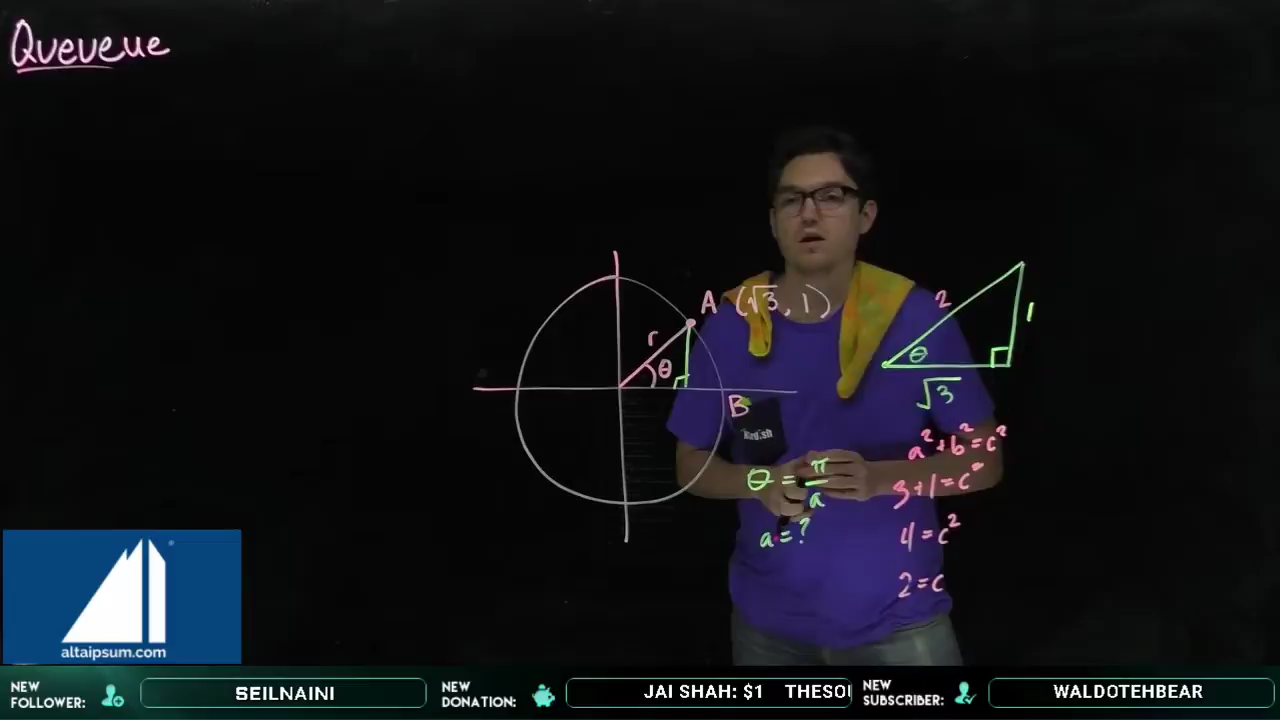 Queueue
A (√3, 1)
r
θ
B
2
1
θ
√3
a²+b²=c²
θ = π/a
3+1=c²
a=?
4=c²
2=c
altaipsum.com
NEW FOLLOWER:
SEILNAINI
NEW DONATION:
JAI SHAH: $1 THESOU
NEW SUBSCRIBER:
WALDOTEHBEAR